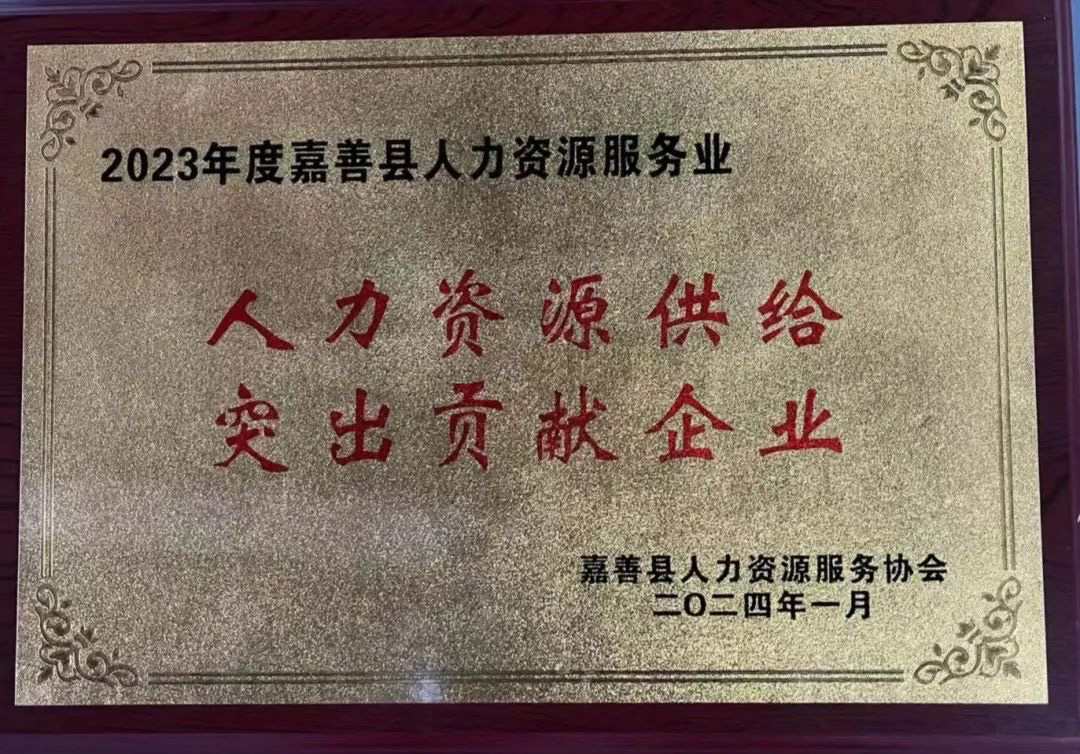 2023年度嘉善县人力资源服务业
人力资源供给
突出贡献企业
嘉善县人力资源服务协会
二〇二四年一月